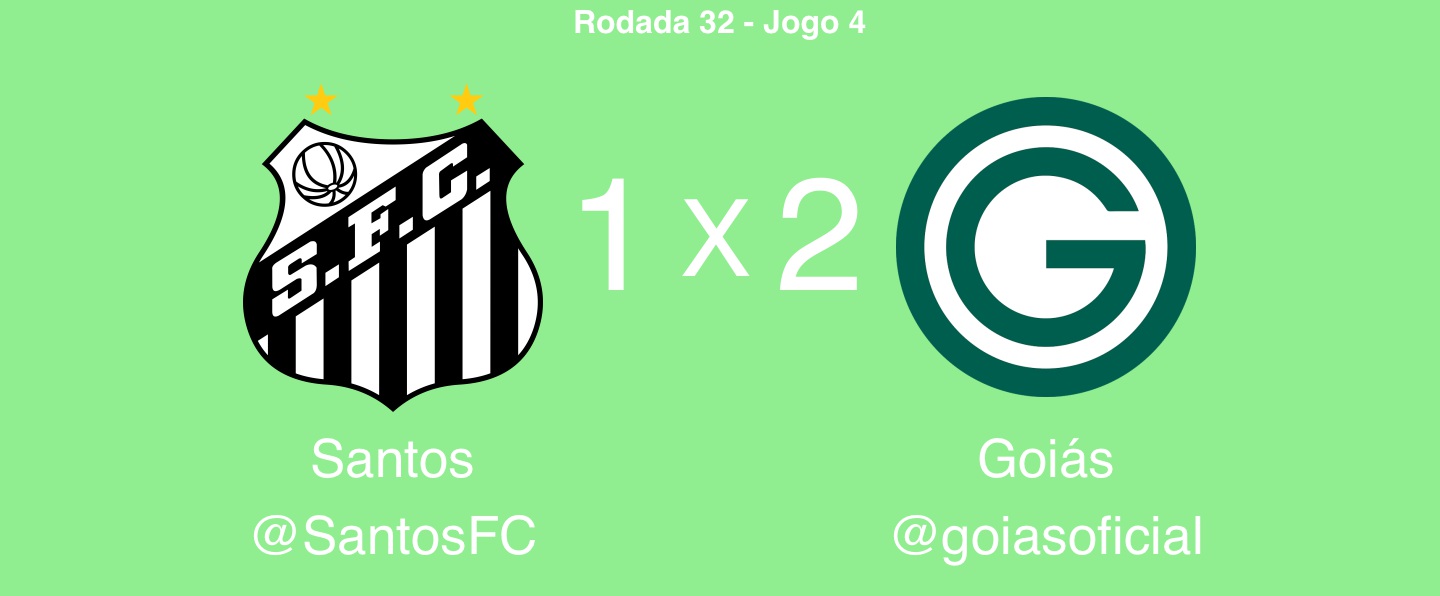 Rodada 32 - Jogo 4
S.F.C.
1 x 2
G
Santos
Goiás
@SantosFC
@goiasoficial